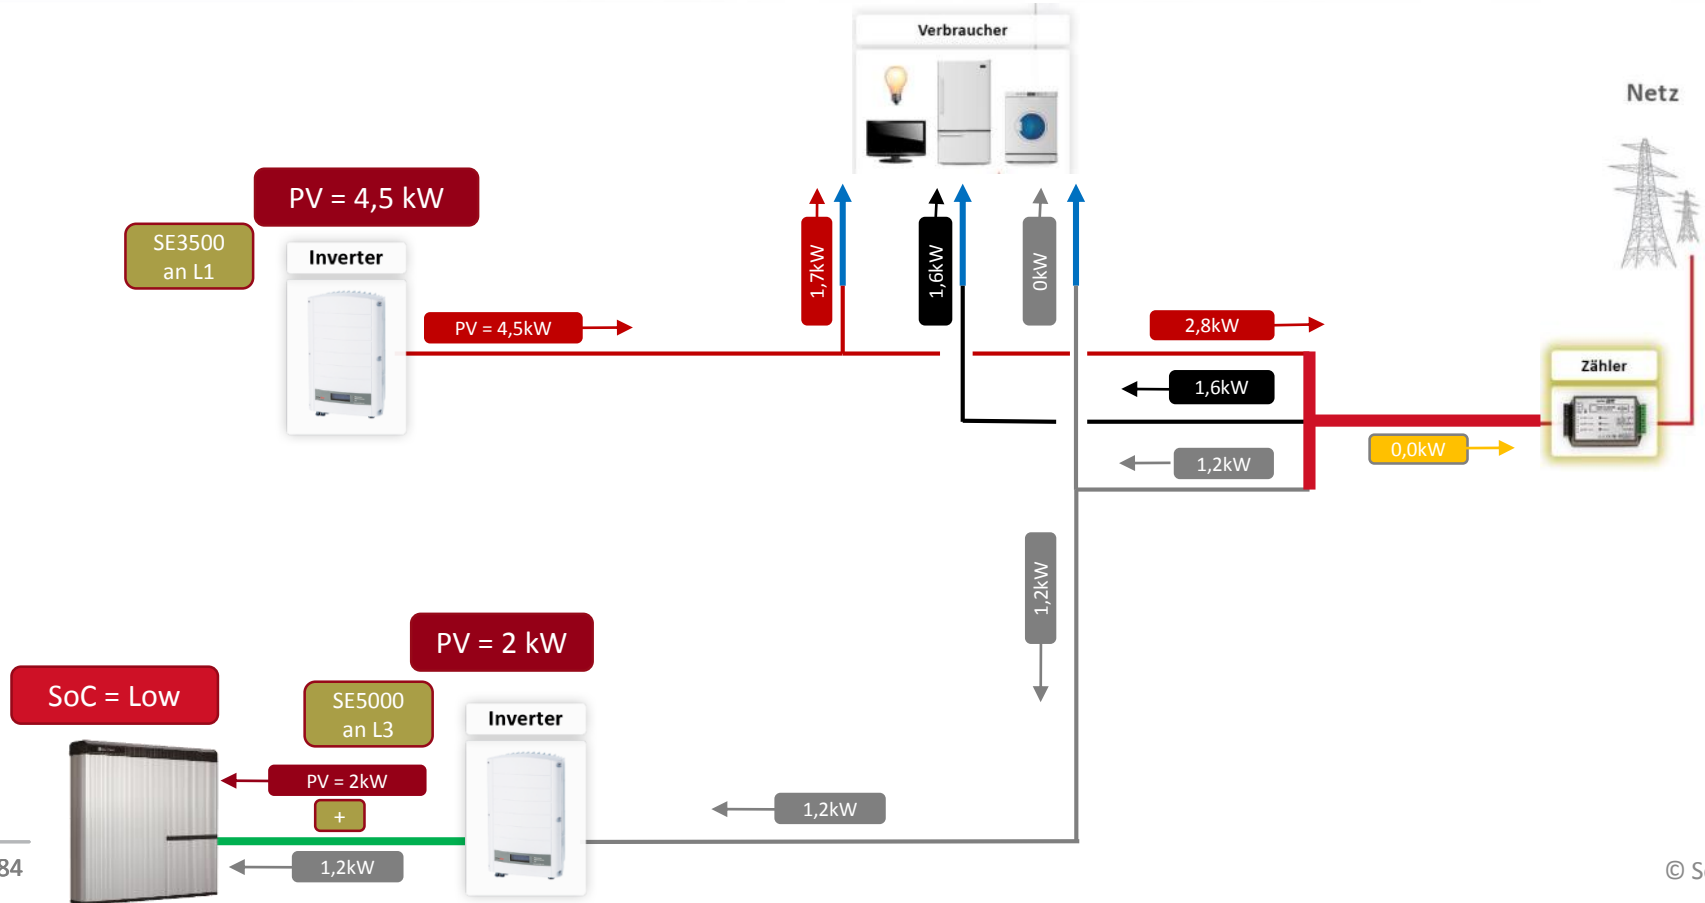 Verbraucher
Netz
PV = 4,5 kW
SE3500
an L1
Inverter
PV = 4,5kW
1,7kW
1,6kW
0kW
2,8kW
1,6kW
Zähler
0,0kW
1,2kW
1,2kW
PV = 2 kW
SoC = Low
SE5000
an L3
Inverter
PV = 2kW
+
1,2kW
1,2kW
84
© S